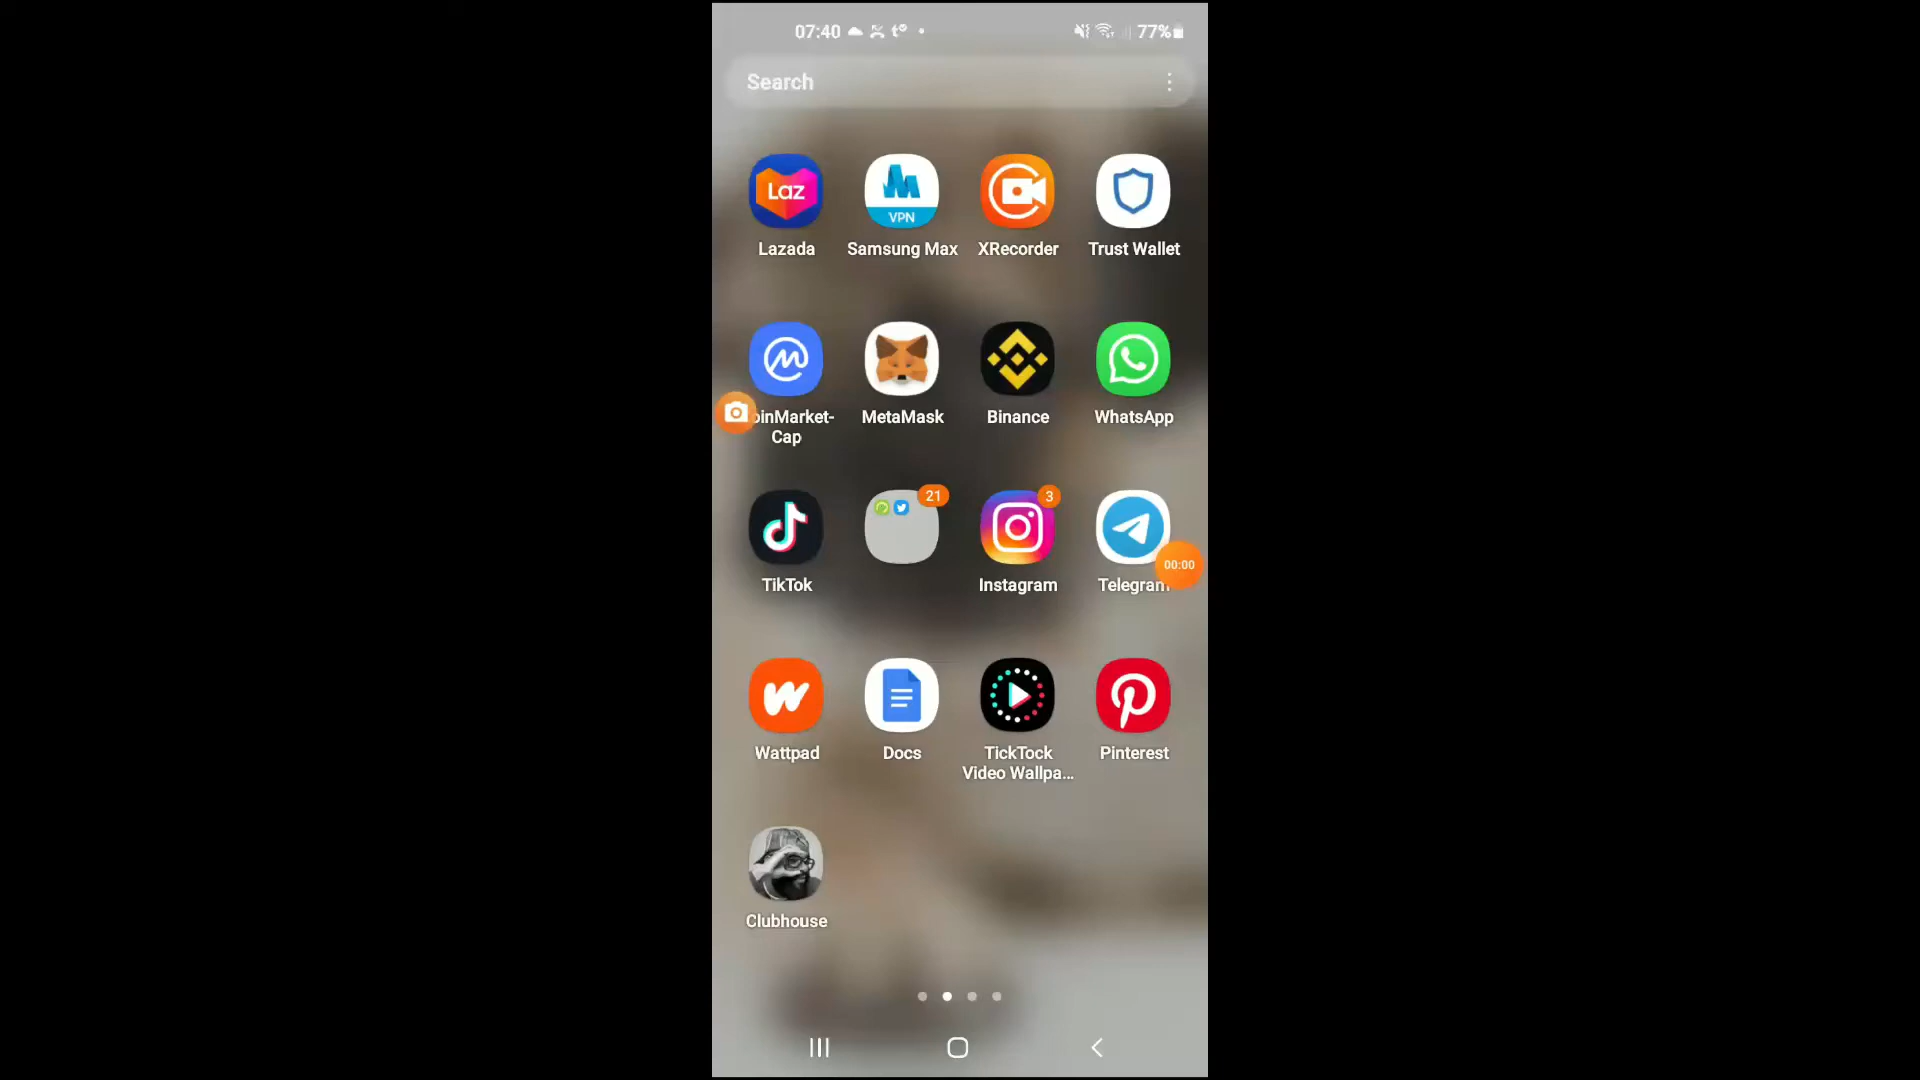 07:40
77%
Search
Laz
VPN
Lazada
Samsung Max
XRecorder
Trust Wallet
oinMarket-
Cap
MetaMask
Binance
WhatsApp
21
3
TikTok
Instagram
Telegram
00:00
Wattpad
Docs
TickTock
Video Wallpa...
Pinterest
Clubhouse